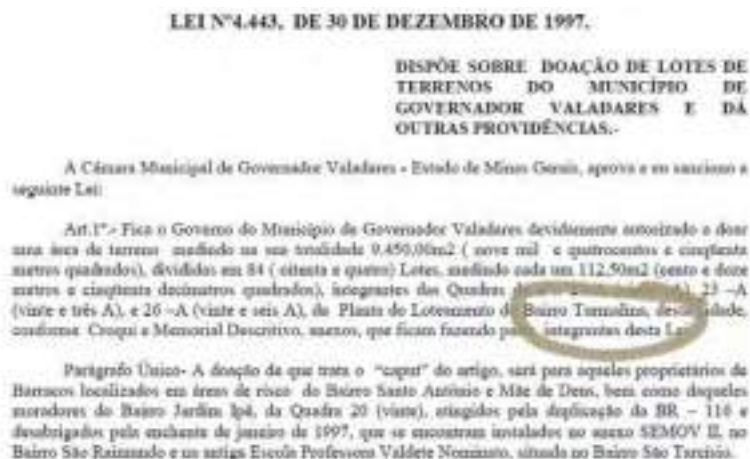 LEI Nº4.443, DE 30 DE DEZEMBRO DE 1997.
DISPÕE SOBRE DOAÇÃO DE LOTES DE
TERRENOS DO MUNICÍPIO DE
GOVERNADOR VALADARES E DÁ
OUTRAS PROVIDÊNCIAS.-
A Câmara Municipal de Governador Valadares - Estado de Minas Gerais, aprova e eu sanciono a
seguinte Lei:
Art.1º.- Fica o Governo do Município de Governador Valadares devidamente autorizado a doar
uma área de terreno medindo na sua totalidade 9.450,00m2 ( nove mil e quatrocentos e cinqüenta
metros quadrados), divididos em 84 ( oitenta e quatro) Lotes, medindo cada um 112,50m2 (cento e doze
metros e cinqüenta decímetros quadrados), integrantes das Quadras 23 –A
(vinte e três A), e 26 –A (vinte e seis A), da Planta do Loteamento do Bairro Turmalina, desta cidade,
conforme Croqui e Memorial Descritivo, anexos, que ficam fazendo integrantes desta Lei.
Parágrafo Único- A doação de que trata o "caput" do artigo, será para aqueles proprietários de
Barracos localizados em áreas de risco do Bairro Santo Antônio e Mãe de Deus, bem como daqueles
moradores do Bairro Jardim Ipê, da Quadra 20 (vinte), atingidos pela duplicação da BR – 116 e
desabrigados pela enchente de janeiro de 1997, que se encontram instalados no anexo SEMOV II, no
Bairro São Raimundo e na antiga Escola Professora Valdete Nominato, situada no Bairro São Tarcísio.